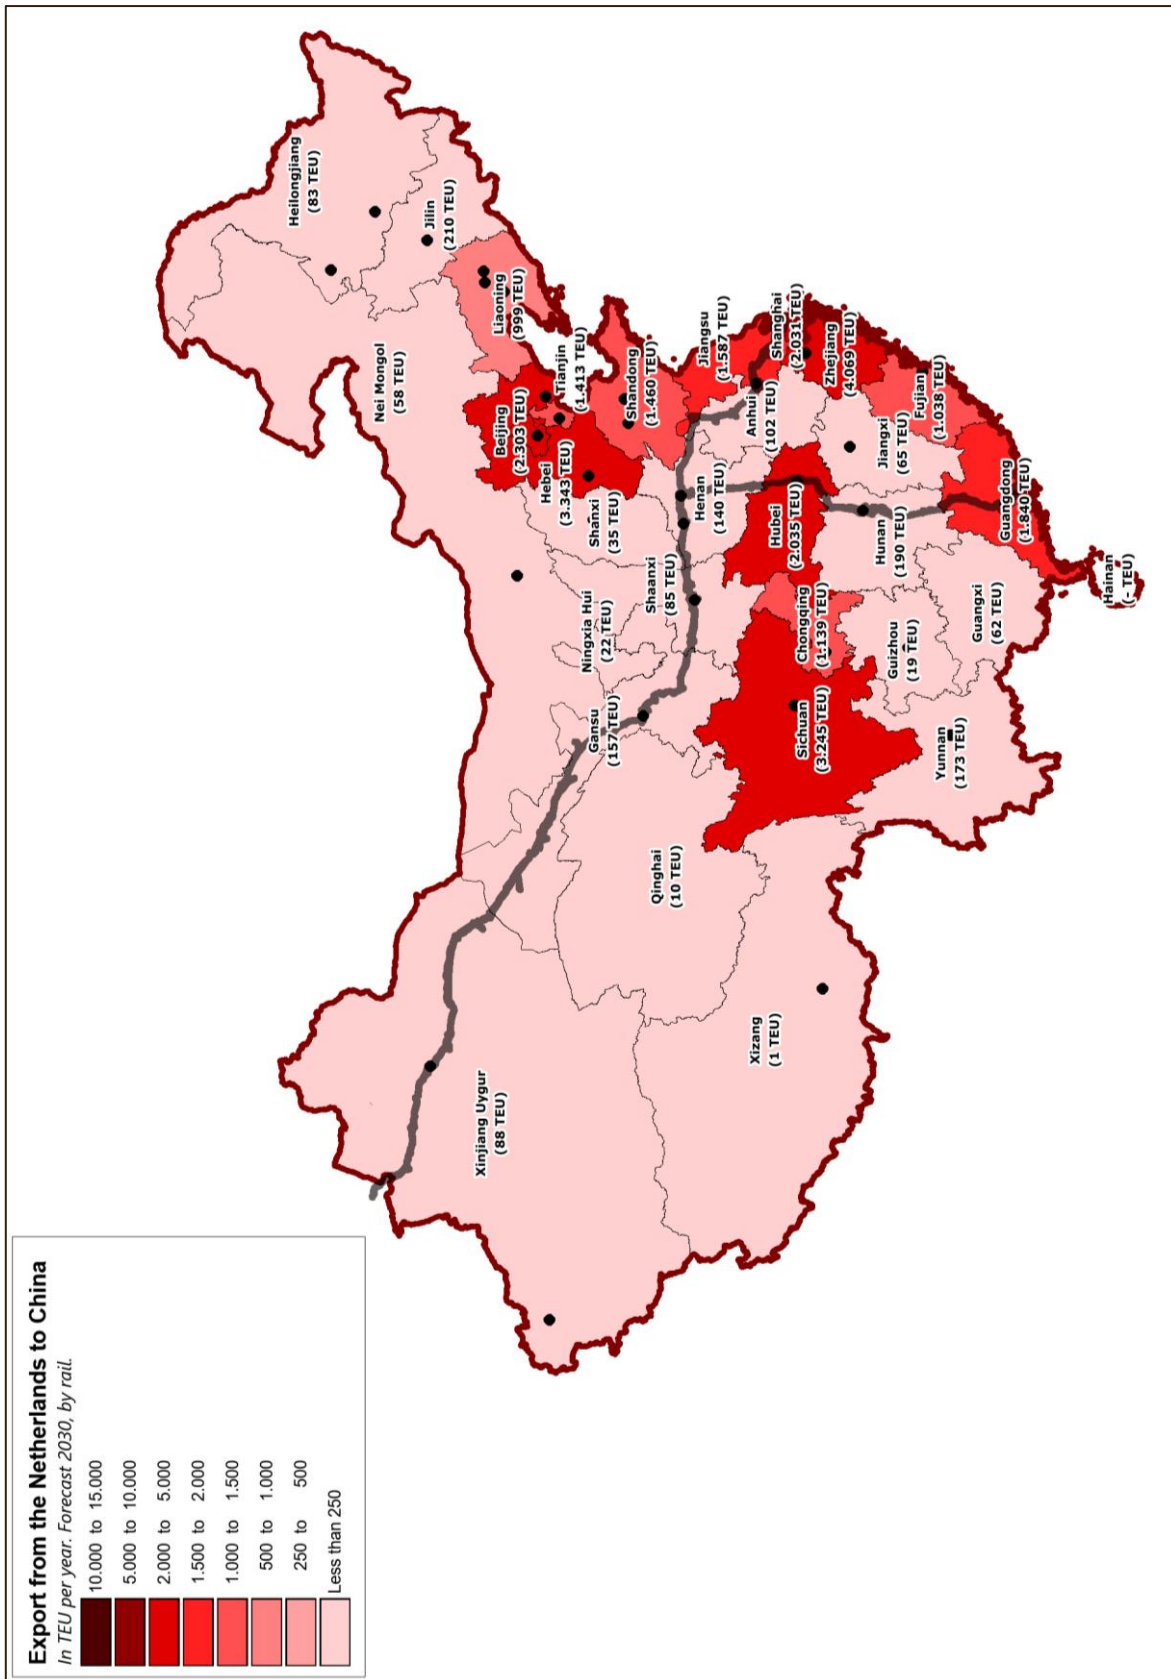 Export from the Netherlands to China
In TEU per year. Forecast 2030, by rail.
10.000 to 15.000
5.000 to 10.000
2.000 to 5.000
1.500 to 2.000
1.000 to 1.500
500 to 1.000
250 to 500
Less than 250
Heilongjiang
(83 TEU)
Jilin
(210 TEU)
Nei Mongol
(58 TEU)
Liaoning
(999 TEU)
Beijing
(2.303 TEU)
Tianjin
(1.413 TEU)
Hebei
(3.343 TEU)
Shandong
(1.460 TEU)
Shanxi
(35 TEU)
Ningxia Hui
(22 TEU)
Shanxi
(85 TEU)
Gansu
(157 TEU)
Xinjiang Uygur
(88 TEU)
Qinghai
(10 TEU)
Xizang
(1 TEU)
Henan
(140 TEU)
Jiangsu
(1.587 TEU)
Anhui
(102 TEU)
Shanghai
(2.031 TEU)
Zhejiang
(4.069 TEU)
Hubei
(2.035 TEU)
Chongqing
(1.139 TEU)
Sichuan
(3.245 TEU)
Jiangxi
(65 TEU)
Fujian
(1.038 TEU)
Hunan
(190 TEU)
Guizhou
(19 TEU)
Yunnan
(173 TEU)
Guangxi
(62 TEU)
Guangdong
(1.840 TEU)
Hainan
(- TEU)